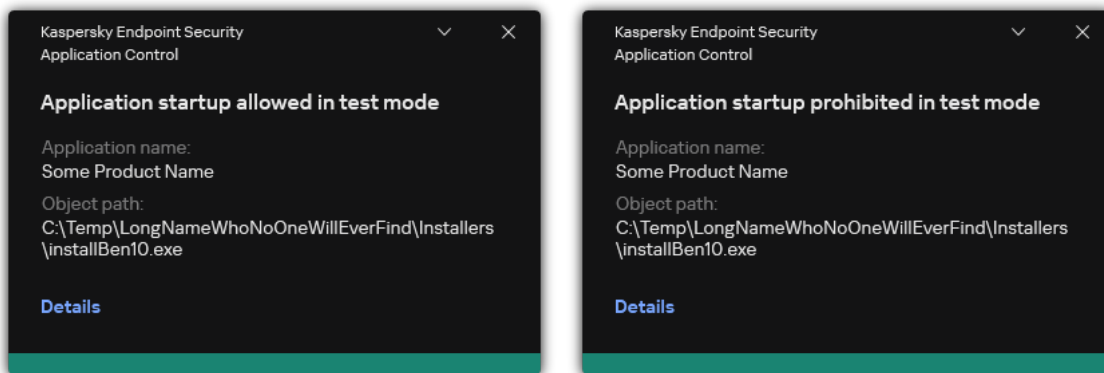 Kaspersky Endpoint Security
Application Control
Application startup allowed in test mode
Application name:
Some Product Name
Object path:
C:\Temp\LongNameWhoNoOneWillEverFind\Installers
\installBen10.exe
Details
Kaspersky Endpoint Security
Application Control
Application startup prohibited in test mode
Application name:
Some Product Name
Object path:
C:\Temp\LongNameWhoNoOneWillEverFind\Installers
\installBen10.exe
Details